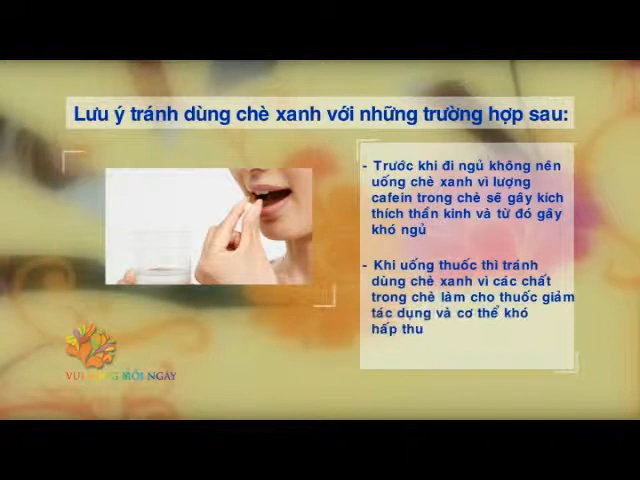 Lưu ý tránh dùng chè xanh với những trường hợp sau:
- Trước khi đi ngủ không nên
uống chè xanh vì lượng
cafein trong chè sẽ gây kích
thích thần kinh và từ đó gây
khó ngủ
- Khi uống thuốc thì tránh
dùng chè xanh vì các chất
trong chè làm cho thuốc giảm
tác dụng và cơ thể khó
hấp thu
VUI SỐNG MỖI NGÀY